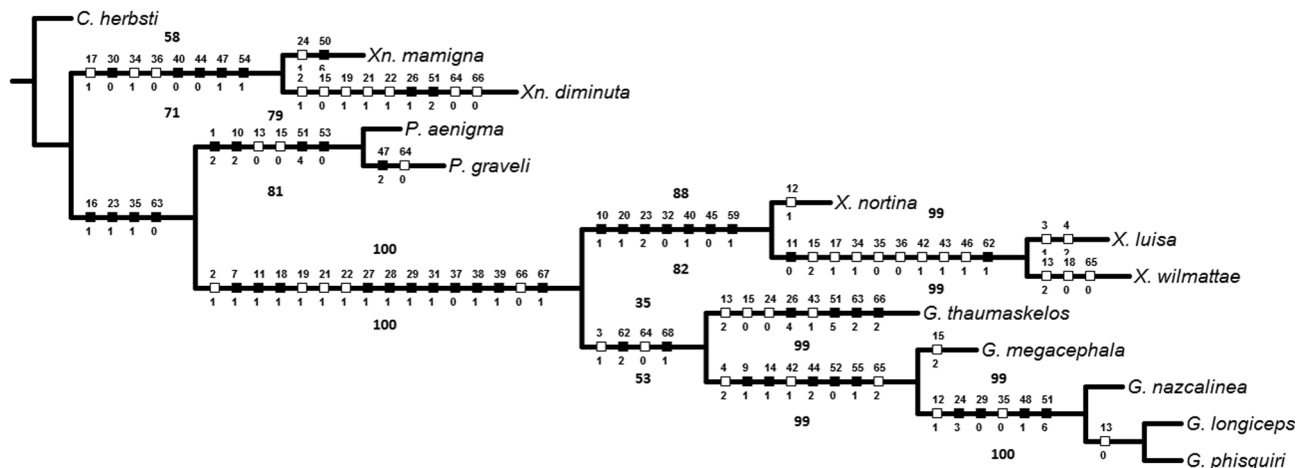 C. herbsti
58
24 50
17 30 34 36 40 44 47 54
Xn. mamigna
1 6
1 0 1 0 0 0 1 1
2 15 19 21 22 26 51 64 66
Xn. diminuta
1 0 1 1 1 1 2 0 0
71
79
1 10 13 15 51 53
P. aenigma
2 2 0 0 4 0
47 64
P. graveli
2 0
81
88
12
X. nortina
1
99
16 23 35 63
1 1 1 0
10 20 23 32 40 45 59
1 1 2 0 1 0 1
3 4
X. luisa
1 2
100
11 15 17 34 35 36 42 43 46 62
0 2 1 1 0 0 1 1 1 1
13 18 65
X. wilmattae
2 0 0
82
99
2 7 11 18 19 21 22 27 28 29 31 37 38 39 66 67
1 1 1 1 1 1 1 1 1 1 1 0 1 1 0 1
35
13 15 24 26 43 51 63 66
G. thaumaskelos
2 0 0 4 1 5 2 2
100
3 62 64 68
1 2 0 1
99
15
G. megacephala
2
53
99
4 9 14 42 44 52 55 65
2 1 1 1 2 0 1 2
G. nazcalinea
12 24 29 35 48 51
1 3 0 0 1 6
99
13
G. longiceps
0
100
G. phisquiri